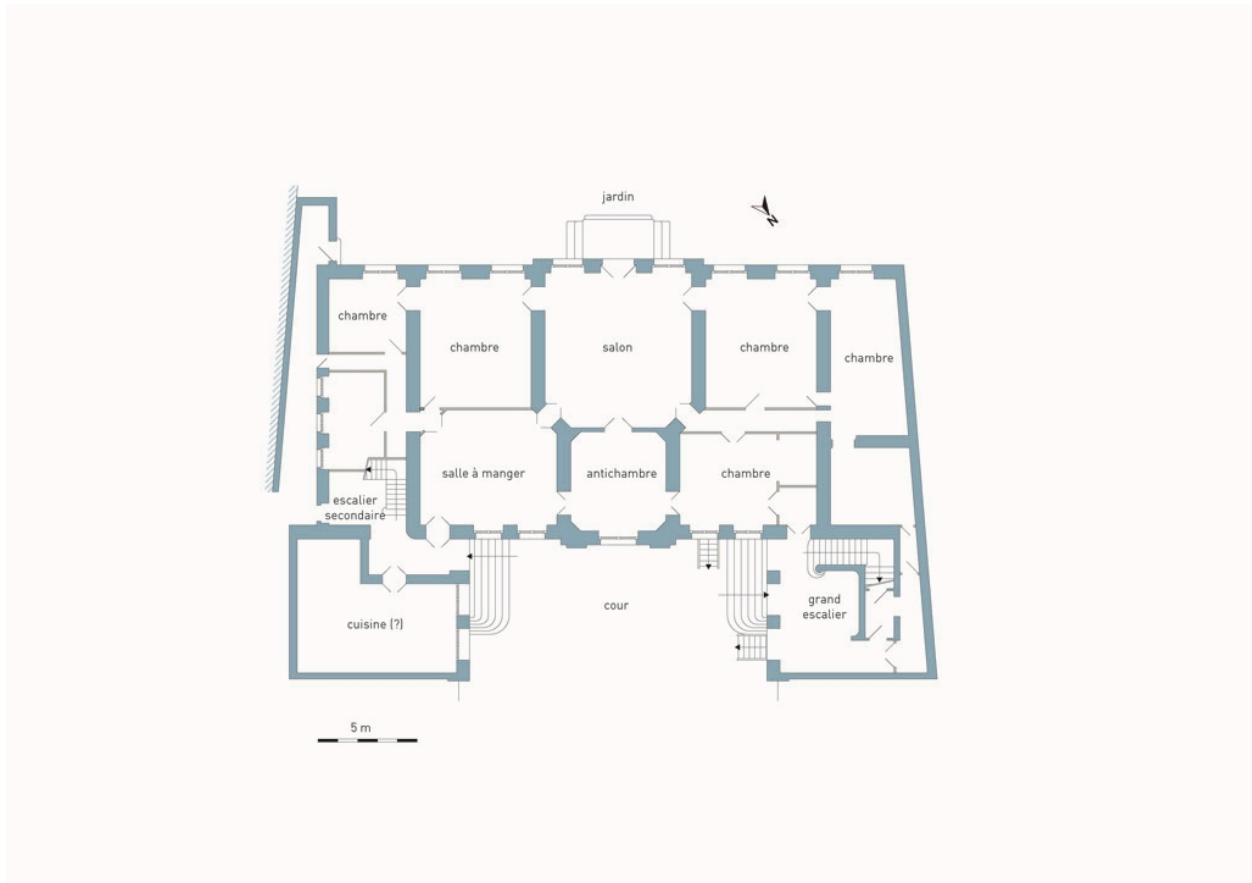 jardin
N
chambre
chambre
salon
chambre
chambre
salle à manger
antichambre
chambre
escalier
secondaire
cour
grand
escalier
cuisine (?)
5 m